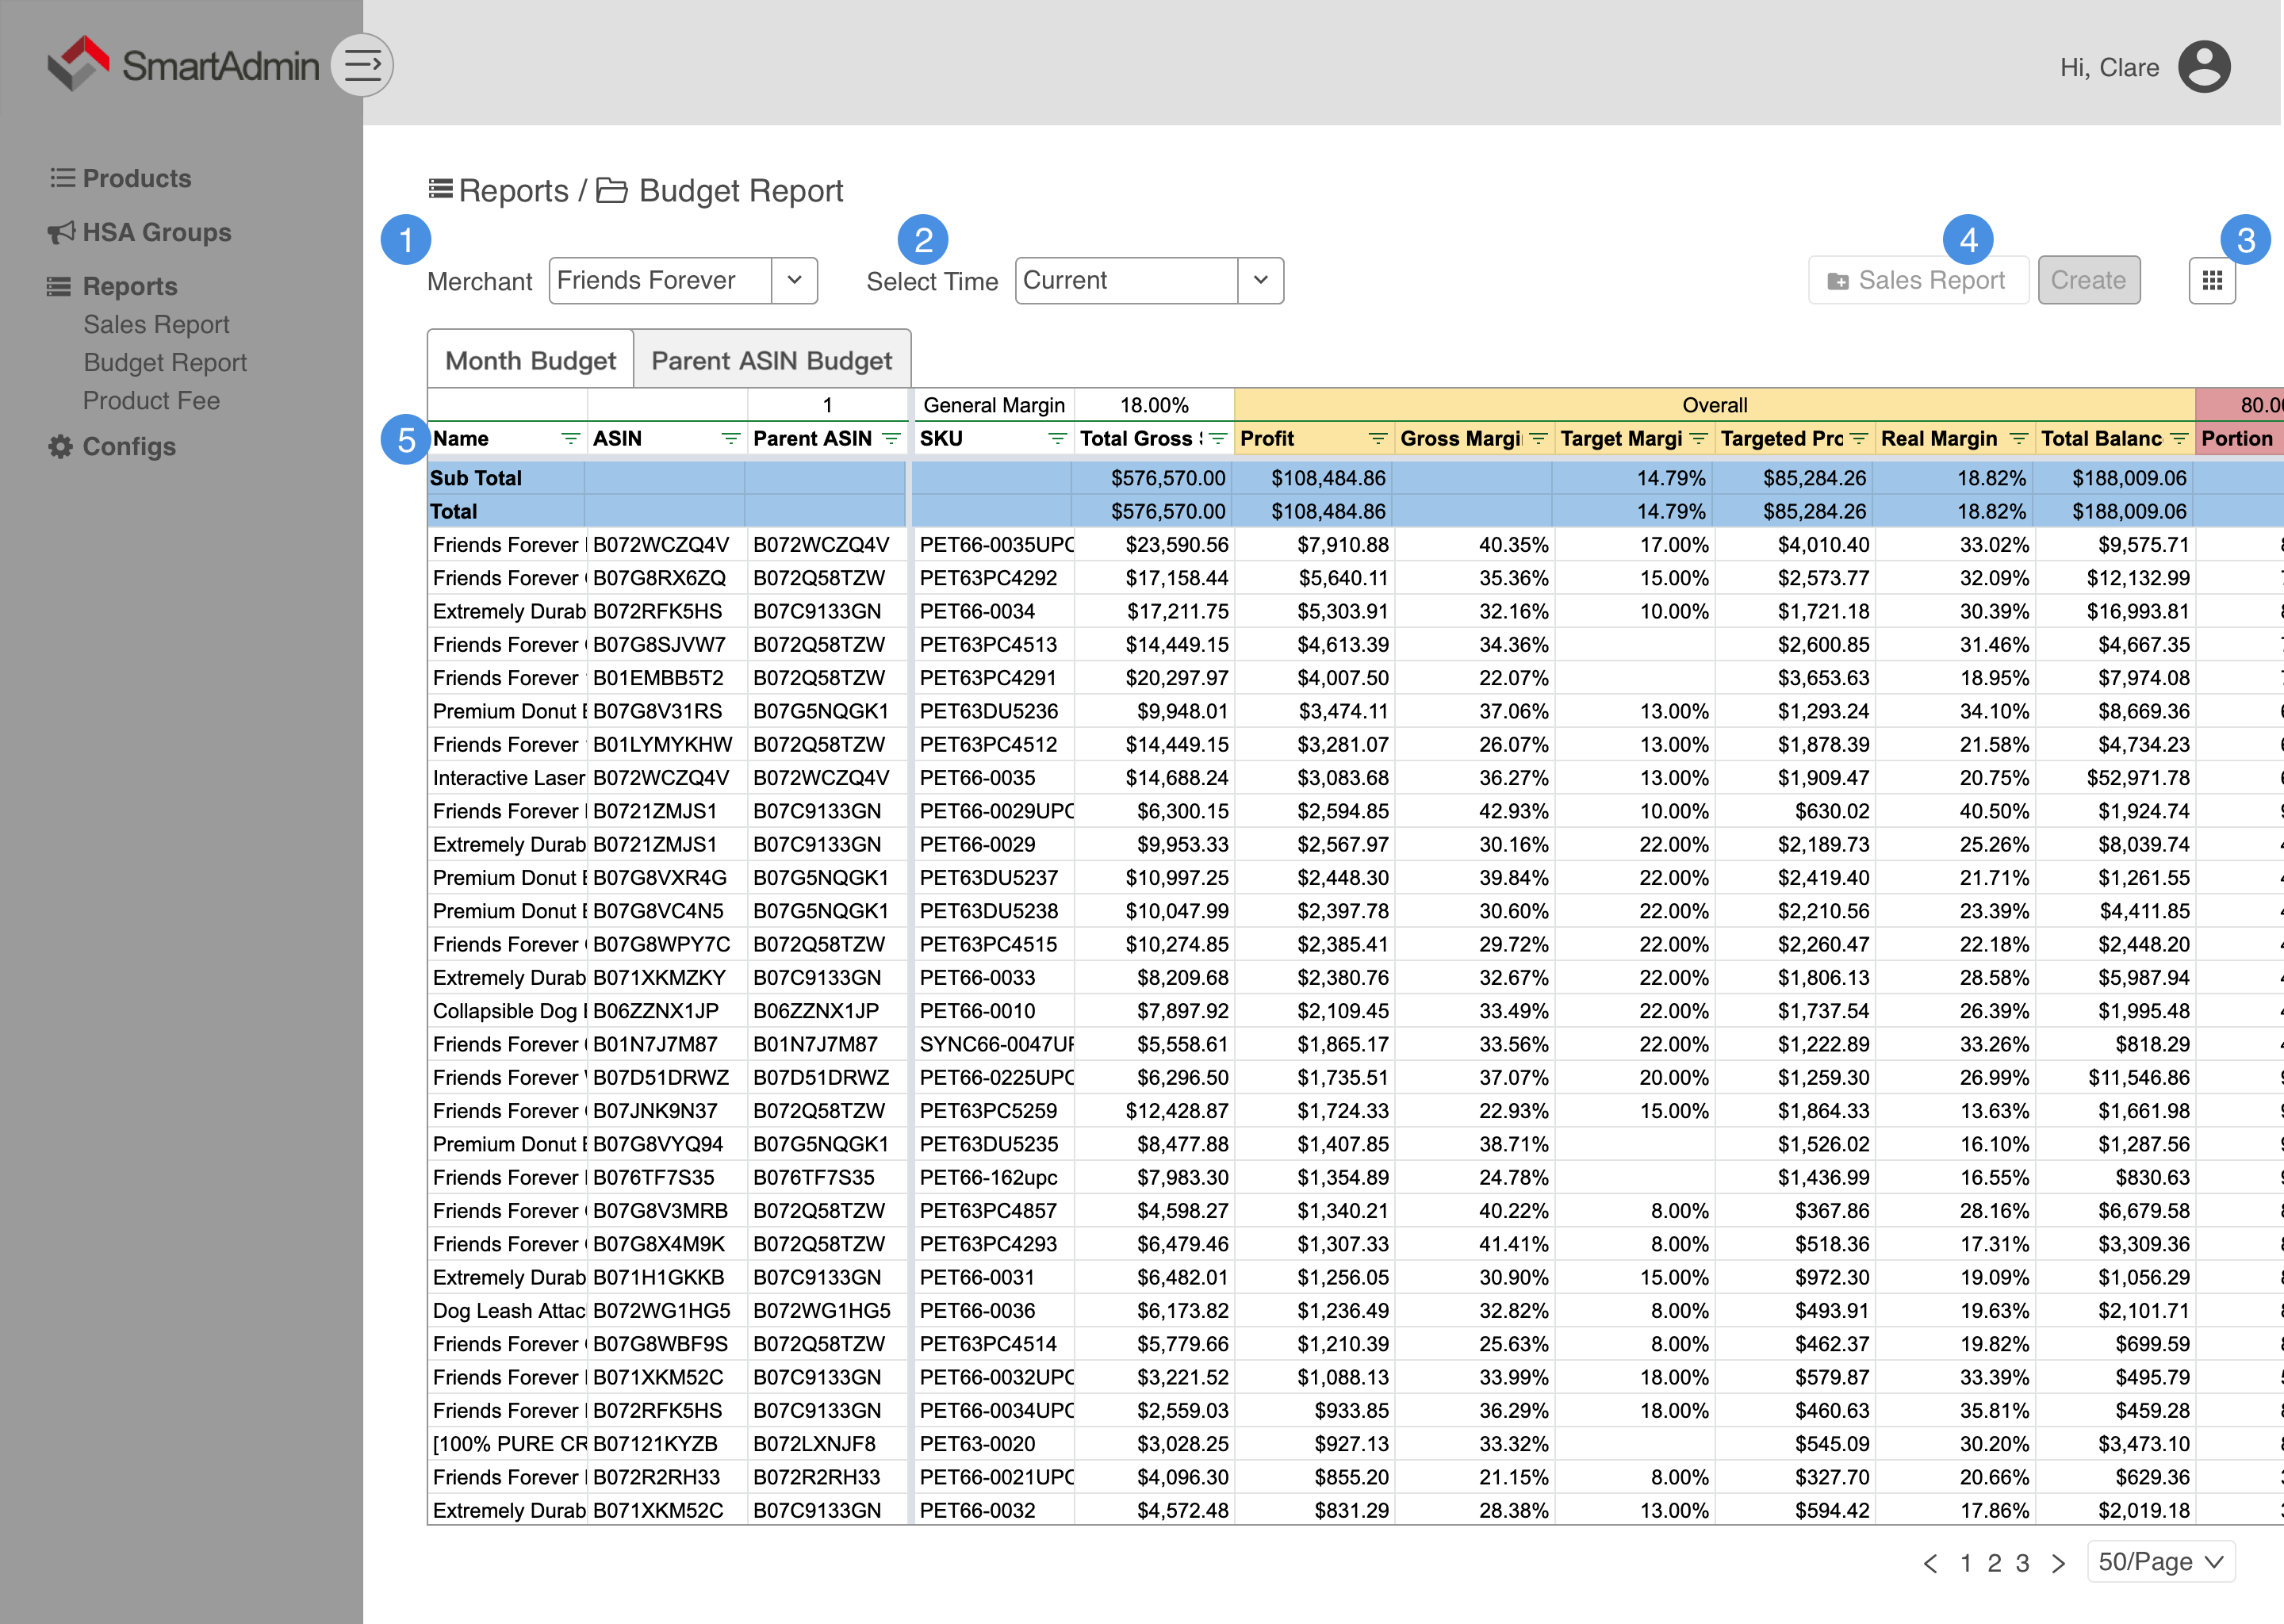 SmartAdmin
Hi, Clare
Products
HSA Groups
Reports
Sales Report
Budget Report
Product Fee
Configs
Reports / Budget Report
1 2 4 3
Merchant Friends Forever Select Time Current Sales Report Create
Month Budget Parent ASIN Budget
1 General Margin 18.00% Overall 80.0
5 Name ASIN Parent ASIN SKU Total Gross Profit Gross Margi Target Margi Targeted Pro Real Margin Total Balanc Portion
Sub Total $576,570.00 $108,484.86 14.79% $85,284.26 18.82% $188,009.06
Total $576,570.00 $108,484.86 14.79% $85,284.26 18.82% $188,009.06
Friends Forever B072WCZQ4V B072WCZQ4V PET66-0035UPC $23,590.56 $7,910.88 40.35% 17.00% $4,010.40 33.02% $9,575.71
Friends Forever B07G8RX6ZQ B072Q58TZW PET63PC4292 $17,158.44 $5,640.11 35.36% 15.00% $2,573.77 32.09% $12,132.99
Extremely Durab B072RFK5HS B07C9133GN PET66-0034 $17,211.75 $5,303.91 32.16% 10.00% $1,721.18 30.39% $16,993.81
Friends Forever B07G8SJVW7 B072Q58TZW PET63PC4513 $14,449.15 $4,613.39 34.36% $2,600.85 31.46% $4,667.35
Friends Forever B01EMBB5T2 B072Q58TZW PET63PC4291 $20,297.97 $4,007.50 22.07% $3,653.63 18.95% $7,974.08
Premium Donut B07G8V31RS B07G5NQGK1 PET63DU5236 $9,948.01 $3,474.11 37.06% 13.00% $1,293.24 34.10% $8,669.36
Friends Forever B01LYMYKHW B072Q58TZW PET63PC4512 $14,449.15 $3,281.07 26.07% 13.00% $1,878.39 21.58% $4,734.23
Interactive Laser B072WCZQ4V B072WCZQ4V PET66-0035 $14,688.24 $3,083.68 36.27% 13.00% $1,909.47 20.75% $52,971.78
Friends Forever B0721ZMJS1 B07C9133GN PET66-0029UPC $6,300.15 $2,594.85 42.93% 10.00% $630.02 40.50% $1,924.74
Extremely Durab B0721ZMJS1 B07C9133GN PET66-0029 $9,953.33 $2,567.97 30.16% 22.00% $2,189.73 25.26% $8,039.74
Premium Donut B07G8VXR4G B07G5NQGK1 PET63DU5237 $10,997.25 $2,448.30 39.84% 22.00% $2,419.40 21.71% $1,261.55
Premium Donut B07G8VC4N5 B07G5NQGK1 PET63DU5238 $10,047.99 $2,397.78 30.60% 22.00% $2,210.56 23.39% $4,411.85
Friends Forever B07G8WPY7C B072Q58TZW PET63PC4515 $10,274.85 $2,385.41 29.72% 22.00% $2,260.47 22.18% $2,448.20
Extremely Durab B071XKMZKY B07C9133GN PET66-0033 $8,209.68 $2,380.76 32.67% 22.00% $1,806.13 28.58% $5,987.94
Collapsible Dog B06ZZNX1JP B06ZZNX1JP PET66-0010 $7,897.92 $2,109.45 33.49% 22.00% $1,737.54 26.39% $1,995.48
Friends Forever B01N7J7M87 B01N7J7M87 SYNC66-0047UP $5,558.61 $1,865.17 33.56% 22.00% $1,222.89 33.26% $818.29
Friends Forever B07D51DRWZ B07D51DRWZ PET66-0225UPC $6,296.50 $1,735.51 37.07% 20.00% $1,259.30 26.99% $11,546.86
Friends Forever B07JNK9N37 B072Q58TZW PET63PC5259 $12,428.87 $1,724.33 22.93% 15.00% $1,864.33 13.63% $1,661.98
Premium Donut B07G8VYQ94 B07G5NQGK1 PET63DU5235 $8,477.88 $1,407.85 38.71% $1,526.02 16.10% $1,287.56
Friends Forever B076TF7S35 B076TF7S35 PET66-162upc $7,983.30 $1,354.89 24.78% $1,436.99 16.55% $830.63
Friends Forever B07G8V3MRB B072Q58TZW PET63PC4857 $4,598.27 $1,340.21 40.22% 8.00% $367.86 28.16% $6,679.58
Friends Forever B07G8X4M9K B072Q58TZW PET63PC4293 $6,479.46 $1,307.33 41.41% 8.00% $518.36 17.31% $3,309.36
Extremely Durab B071H1GKKB B07C9133GN PET66-0031 $6,482.01 $1,256.05 30.90% 15.00% $972.30 19.09% $1,056.29
Dog Leash Attac B072WG1HG5 B072WG1HG5 PET66-0036 $6,173.82 $1,236.49 32.82% 8.00% $493.91 19.63% $2,101.71
Friends Forever B07G8WBF9S B072Q58TZW PET63PC4514 $5,779.66 $1,210.39 25.63% 8.00% $462.37 19.82% $699.59
Friends Forever B071XKM52C B07C9133GN PET66-0032UPC $3,221.52 $1,088.13 33.99% 18.00% $579.87 33.39% $495.79
Friends Forever B072RFK5HS B07C9133GN PET66-0034UPC $2,559.03 $933.85 36.29% 18.00% $460.63 35.81% $459.28
[100% PURE CR B07121KYZB B072LXNJF8 PET63-0020 $3,028.25 $927.13 33.32% $545.09 30.20% $3,473.10
Friends Forever B072R2RH33 B072R2RH33 PET66-0021UPC $4,096.30 $855.20 21.15% 8.00% $327.70 20.66% $629.36
Extremely Durab B071XKM52C B07C9133GN PET66-0032 $4,572.48 $831.29 28.38% 13.00% $594.42 17.86% $2,019.18
< 1 2 3 > 50/Page